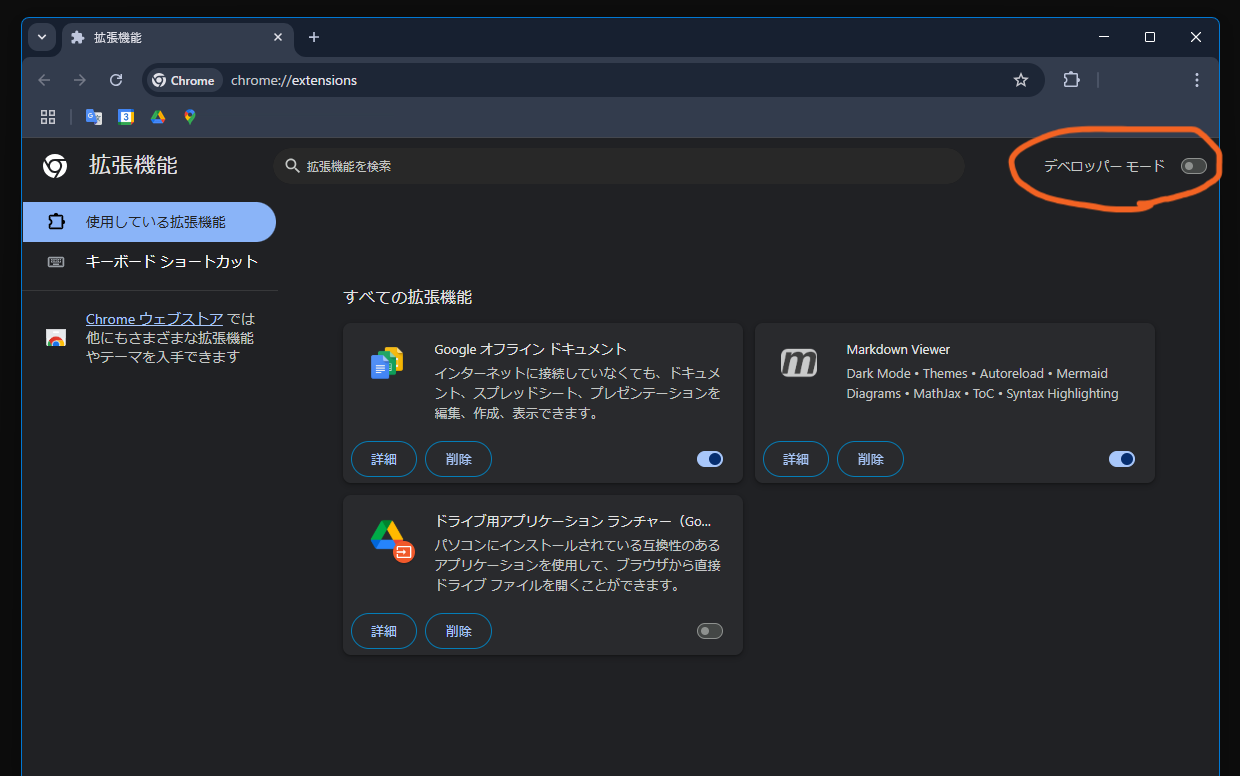 拡張機能
Chrome
chrome://extensions
G文
3
拡張機能
拡張機能を検索
デベロッパー モード
使用している拡張機能
キーボード ショートカット
Chrome ウェブストア では
他にもさまざまな拡張機能
やテーマを入手できます
すべての拡張機能
Google オフライン ドキュメント
インターネットに接続していなくても、ドキュメ
ント、スプレッドシート、プレゼンテーションを
編集、作成、表示できます。
詳細
削除
m
Markdown Viewer
Dark Mode • Themes • Autoreload • Mermaid
Diagrams • MathJax • ToC • Syntax Highlighting
詳細
削除
ドライブ用アプリケーション ランチャー（Go...
パソコンにインストールされている互換性のある
アプリケーションを使用して、ブラウザから直接
ドライブ ファイルを開くことができます。
詳細
削除